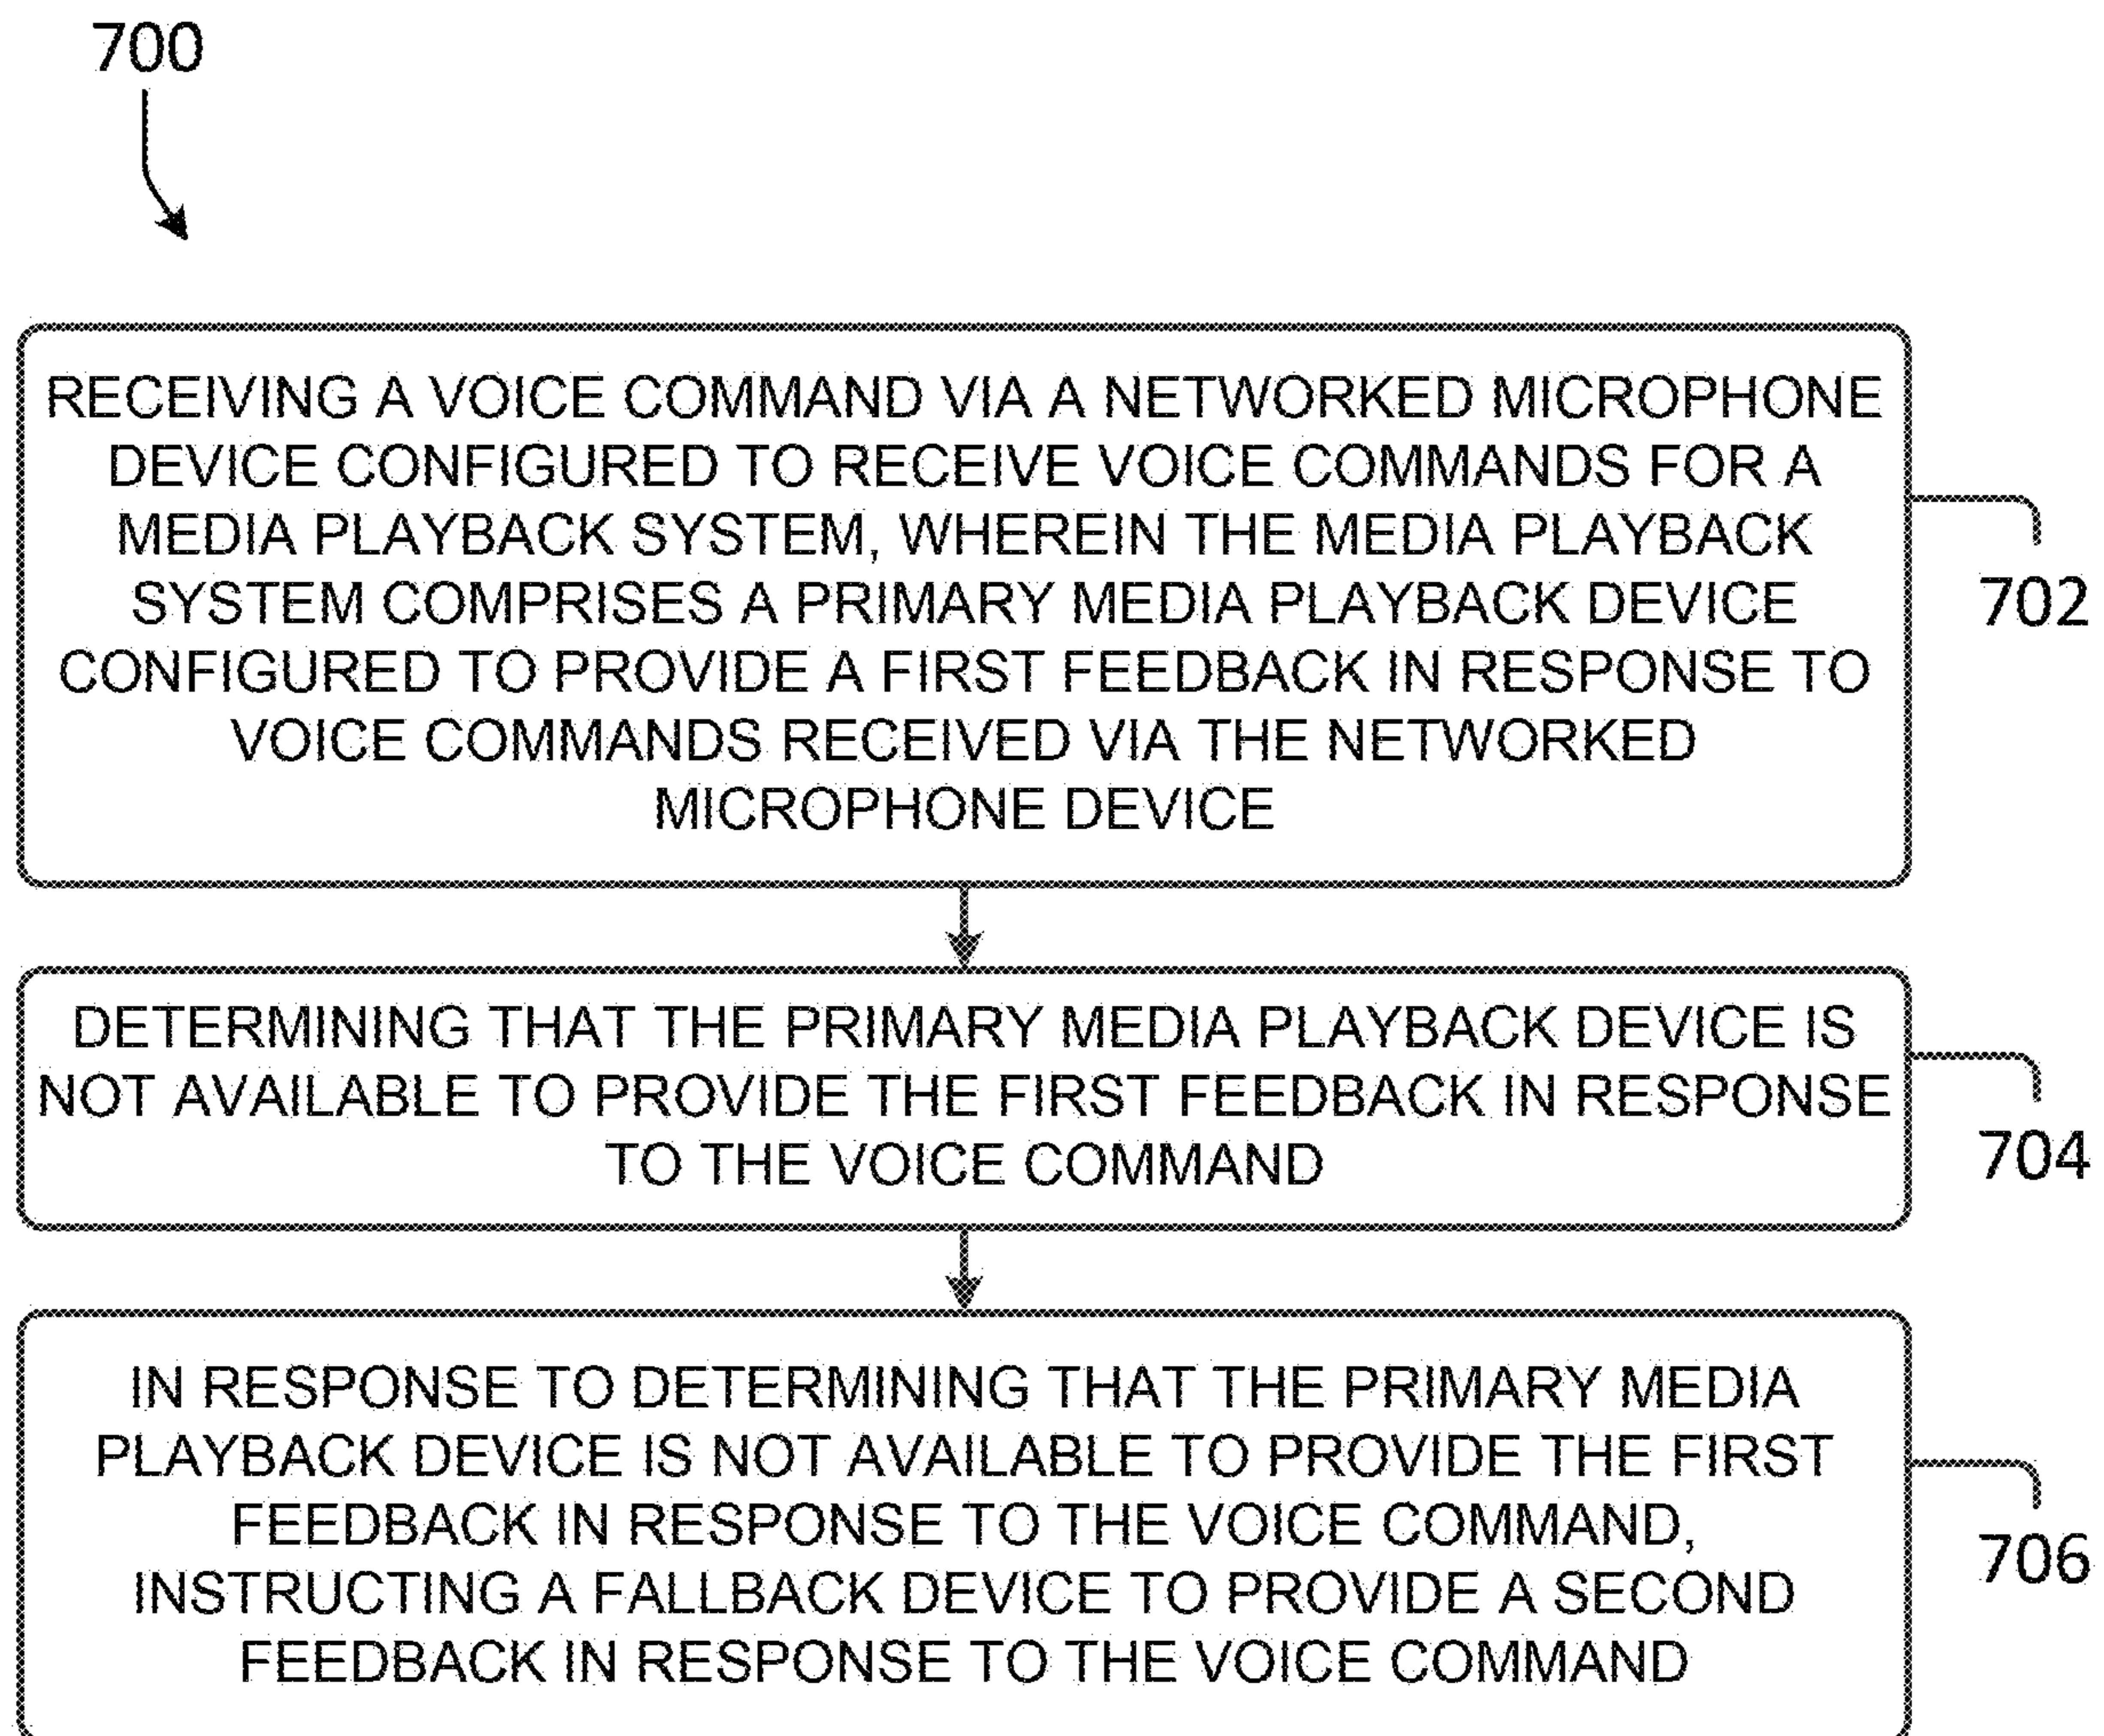 700
RECEIVING A VOICE COMMAND VIA A NETWORKED MICROPHONE
DEVICE CONFIGURED TO RECEIVE VOICE COMMANDS FOR A
MEDIA PLAYBACK SYSTEM, WHEREIN THE MEDIA PLAYBACK
SYSTEM COMPRISES A PRIMARY MEDIA PLAYBACK DEVICE
CONFIGURED TO PROVIDE A FIRST FEEDBACK IN RESPONSE TO
VOICE COMMANDS RECEIVED VIA THE NETWORKED
MICROPHONE DEVICE
702
DETERMINING THAT THE PRIMARY MEDIA PLAYBACK DEVICE IS
NOT AVAILABLE TO PROVIDE THE FIRST FEEDBACK IN RESPONSE
TO THE VOICE COMMAND
704
IN RESPONSE TO DETERMINING THAT THE PRIMARY MEDIA
PLAYBACK DEVICE IS NOT AVAILABLE TO PROVIDE THE FIRST
FEEDBACK IN RESPONSE TO THE VOICE COMMAND,
INSTRUCTING A FALLBACK DEVICE TO PROVIDE A SECOND
FEEDBACK IN RESPONSE TO THE VOICE COMMAND
706